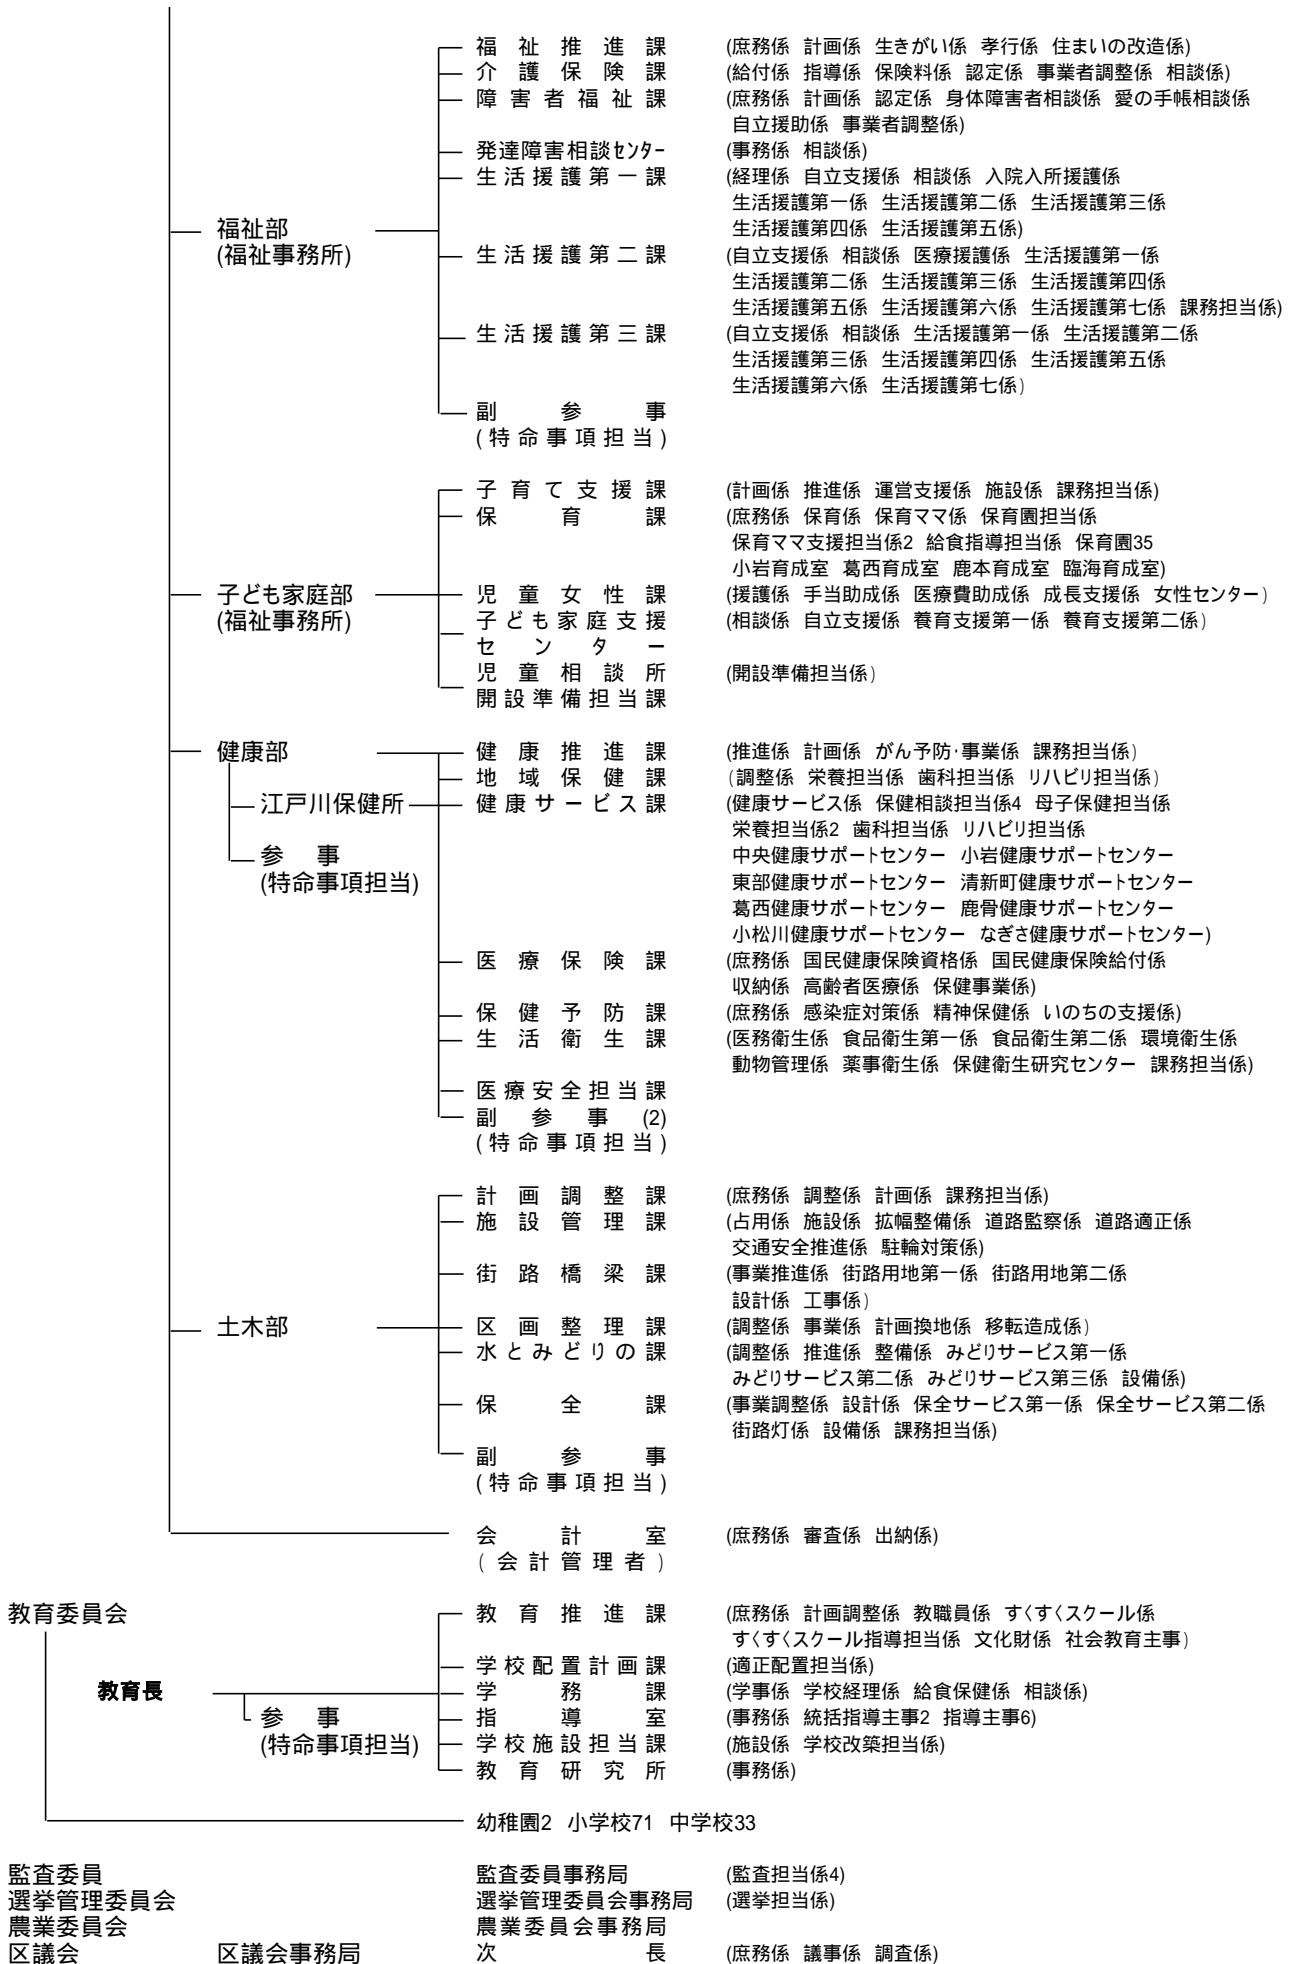 福祉推進課 (庶務係 計画係 生きがい係 孝行係 住まいの改造係)
介護保険課 (給付係 指導係 保険料係 認定係 事業者調整係 相談係)
障害者福祉課 (庶務係 計画係 認定係 身体障害者相談係 愛の手帳相談係
自立援助係 事業者調整係)
発達障害相談センター (事務係 相談係)
生活援護第一課 (経理係 自立支援係 相談係 入院入所援護係
生活援護第一係 生活援護第二係 生活援護第三係
福祉部 生活援護第四係 生活援護第五係)
(福祉事務所) 生活援護第二課 (自立支援係 相談係 医療援護係 生活援護第一係
生活援護第二係 生活援護第三係 生活援護第四係
生活援護第五係 生活援護第六係 生活援護第七係 課務担当係)
生活援護第三課 (自立支援係 相談係 生活援護第一係 生活援護第二係
生活援護第三係 生活援護第四係 生活援護第五係
生活援護第六係 生活援護第七係)
副参事
(特命事項担当)
子育て支援課 (計画係 推進係 運営支援係 施設係 課務担当係)
保育課 (庶務係 保育係 保育ママ係 保育園担当係
保育ママ支援担当係2 給食指導担当係 保育園35
小岩育成室 葛西育成室 鹿本育成室 臨海育成室)
子ども家庭部 児童女性課 (援護係 手当助成係 医療費助成係 成長支援係 女性センター)
(福祉事務所) 子ども家庭支援 (相談係 自立支援係 養育支援第一係 養育支援第二係)
センター
児童相談所 (開設準備担当係)
開設準備担当課
健康部 健康推進課 (推進係 計画係 がん予防・事業係 課務担当係)
地域保健課 (調整係 栄養担当係 歯科担当係 リハビリ担当係)
江戸川保健所 健康サービス課 (健康サービス係 保健相談担当係4 母子保健担当係
栄養担当係2 歯科担当係 リハビリ担当係
参事 中央健康サポートセンター 小岩健康サポートセンター
(特命事項担当) 東部健康サポートセンター 清新町健康サポートセンター
葛西健康サポートセンター 鹿骨健康サポートセンター
小松川健康サポートセンター なぎさ健康サポートセンター)
医療保険課 (庶務係 国民健康保険資格係 国民健康保険給付係
収納係 高齢者医療係 保健事業係)
保健予防課 (庶務係 感染症対策係 精神保健係 いのちの支援係)
生活衛生課 (医務衛生係 食品衛生第一係 食品衛生第二係 環境衛生係
動物管理係 薬事衛生係 保健衛生研究センター 課務担当係)
医療安全担当課
副参事(2)
(特命事項担当)
計画調整課 (庶務係 調整係 計画係 課務担当係)
施設管理課 (占用係 施設係 拡幅整備係 道路監察係 道路適正係
交通安全推進係 駐輪対策係)
街路橋梁課 (事業推進係 街路用地第一係 街路用地第二係
設計係 工事係)
土木部 区画整理課 (調整係 事業係 計画換地係 移転造成係)
水とみどりの課 (調整係 推進係 整備係 みどりサービス第一係
みどりサービス第二係 みどりサービス第三係 設備係)
保全課 (事業調整係 設計係 保全サービス第一係 保全サービス第二係
街路灯係 設備係 課務担当係)
副参事
(特命事項担当)
会計室 (庶務係 審査係 出納係)
(会計管理者)
教育委員会 教育推進課 (庶務係 計画調整係 教職員係 すくすくスクール係
すくすくスクール指導担当係 文化財係 社会教育主事)
学校配置計画課 (適正配置担当係)
教育長 学務課 (学事係 学校経理係 給食保健係 相談係)
参事 指導室 (事務係 統括指導主事2 指導主事6)
(特命事項担当) 学校施設担当課 (施設係 学校改築担当係)
教育研究所 (事務係)
幼稚園2 小学校71 中学校33
監査委員 監査委員事務局 (監査担当係4)
選挙管理委員会 選挙管理委員会事務局 (選挙担当係)
農業委員会 農業委員会事務局
区議会 区議会事務局 次長 (庶務係 議事係 調査係)